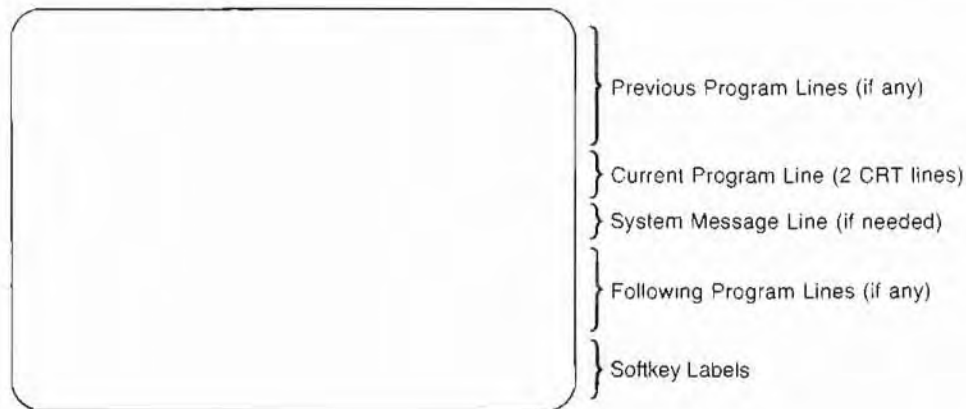 Previous Program Lines (if any)
Current Program Line (2 CRT lines)
System Message Line (if needed)
Following Program Lines (if any)
Softkey Labels